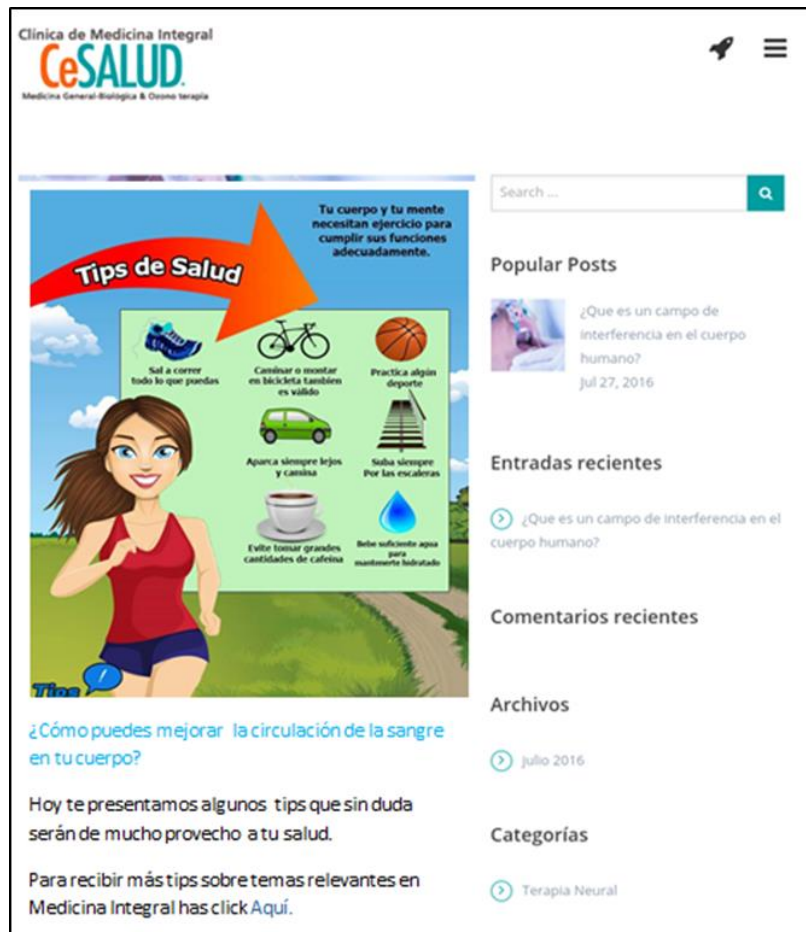 Clínica de Medicina Integral
CeSALUD.
Medicina General-Biológica & Ozono terapia
Tips de Salud
Tu cuerpo y tu mente
necesitan ejercicio para
cumplir sus funciones
adecuadamente.
Sal a correr
todo lo que puedas
Caminar o montar
en bicicleta tambien
es válido
Practica algún
deporte
Aparca siempre lejos
y camina
Suba siempre
Por las escaleras
Evite tomar grandes
cantidades de cafeína
Bebe suficiente agua
para
mantenerte hidratado
Tips
¿Cómo puedes mejorar la circulación de la sangre
en tu cuerpo?
Hoy te presentamos algunos tips que sin duda
serán de mucho provecho a tu salud.
Para recibir más tips sobre temas relevantes en
Medicina Integral has click Aquí.
Search ...
Popular Posts
¿Que es un campo de
interferencia en el cuerpo
humano?
Jul 27, 2016
Entradas recientes
¿Que es un campo de interferencia en el
cuerpo humano?
Comentarios recientes
Archivos
julio 2016
Categorías
Terapia Neural